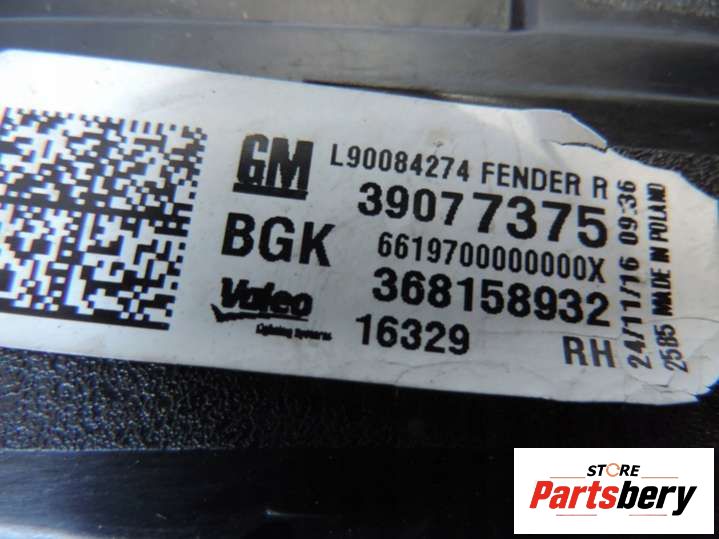 GM
L90084274 FENDER R
39077375
BGK
6619700000000X
Valeo
368158932
Lighting Systems
16329
RH
24/11/16 09:36
2585 MADE IN POLAND
STORE
Partsbery